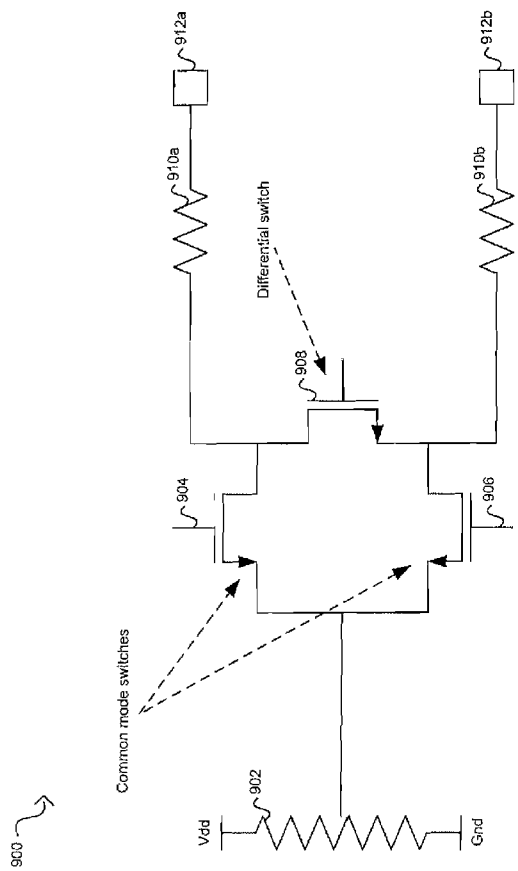 900
Common mode switches
Vdd
902
Gnd
904
906
908
Differential switch
910a
910b
912a
912b